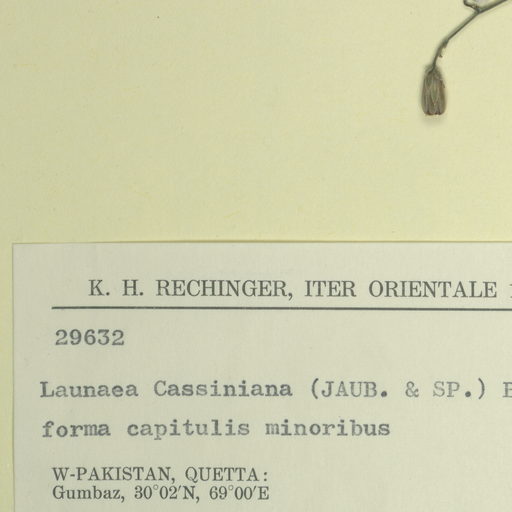 K. H. RECHINGER, ITER ORIENTALE
29632
Launaea Cassiniana (JAUB. & SP.)
forma capitulis minoribus
W-PAKISTAN, QUETTA:
Gumbaz, 30°02'N, 69°00'E